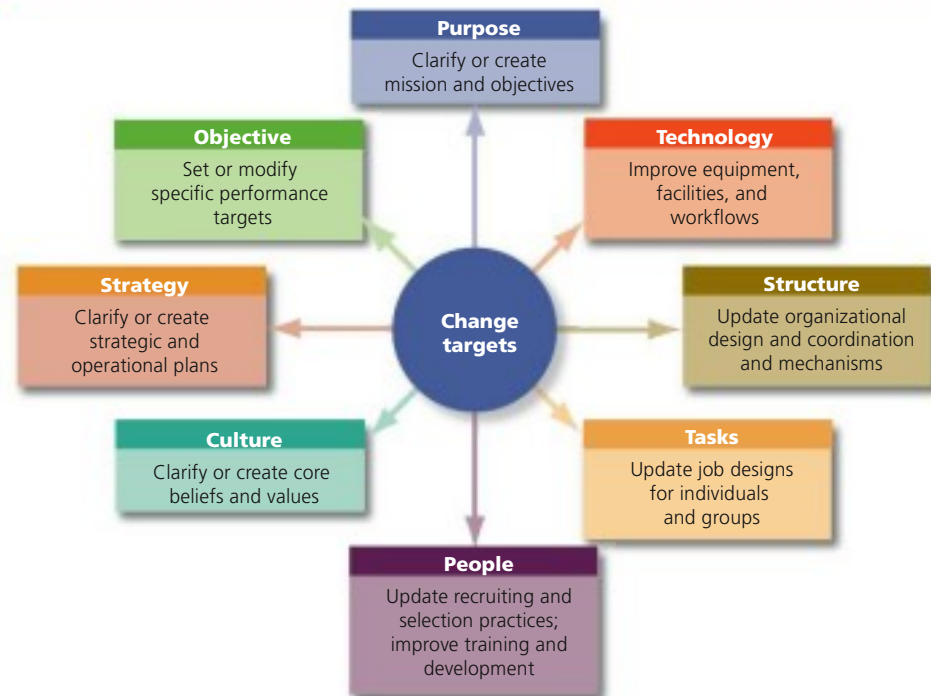 Purpose
Clarify or create
mission and objectives
Objective
Set or modify
specific performance
targets
Technology
Improve equipment,
facilities, and
workflows
Strategy
Clarify or create
strategic and
operational plans
Change
targets
Structure
Update organizational
design and coordination
and mechanisms
Culture
Clarify or create core
beliefs and values
Tasks
Update job designs
for individuals
and groups
People
Update recruiting and
selection practices;
improve training and
development